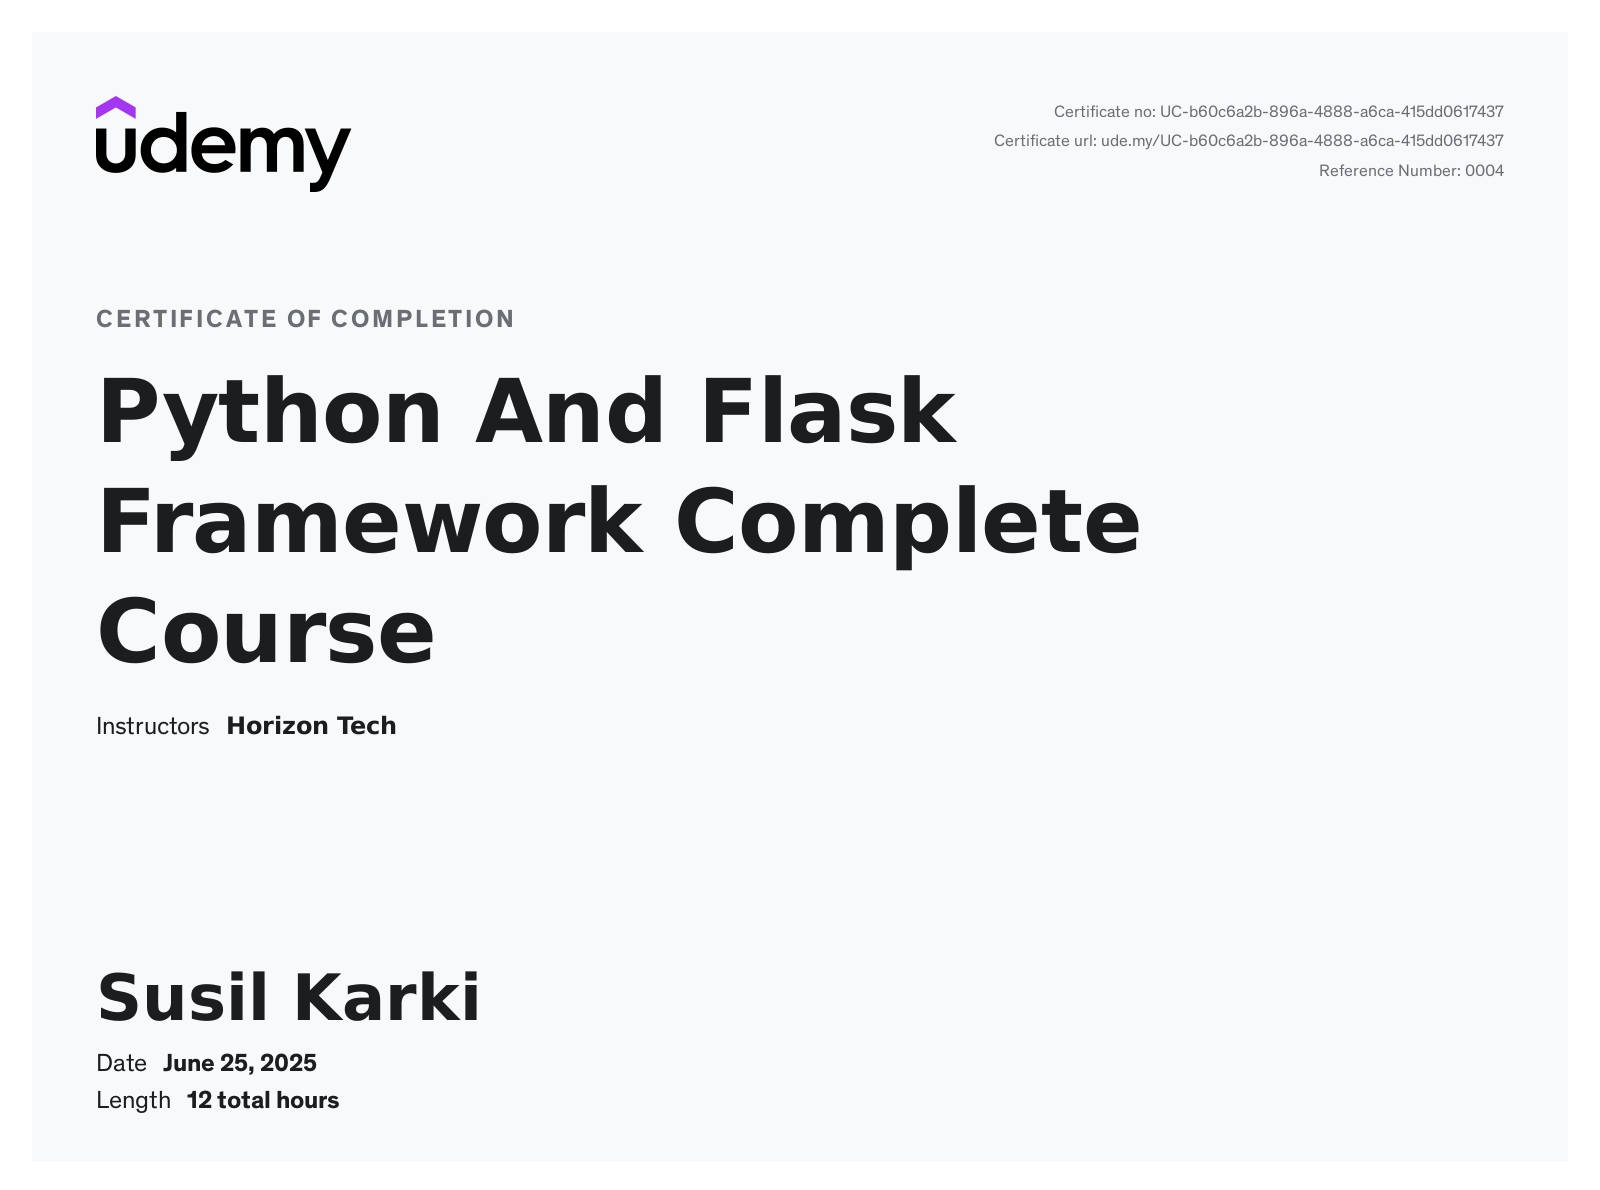 udemy
Certificate no: UC-b60c6a2b-896a-4888-a6ca-415dd0617437
Certificate url: ude.my/UC-b60c6a2b-896a-4888-a6ca-415dd0617437
Reference Number: 0004
CERTIFICATE OF COMPLETION
Python And Flask
Framework Complete
Course
Instructors Horizon Tech
Susil Karki
Date June 25, 2025
Length 12 total hours